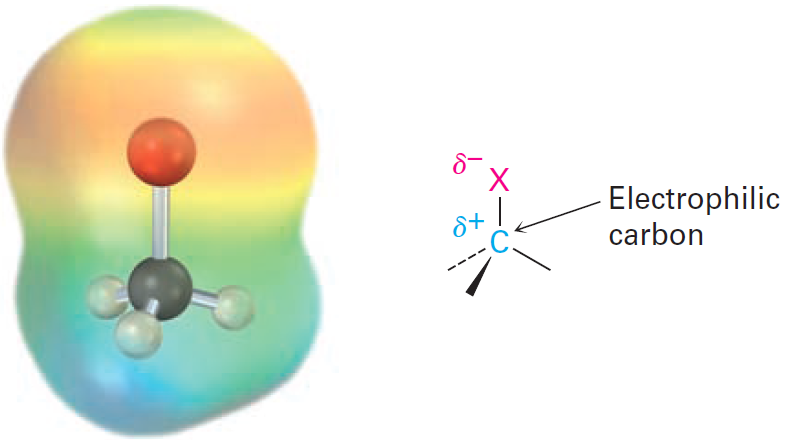 δ−
X
δ+
C
Electrophilic
carbon